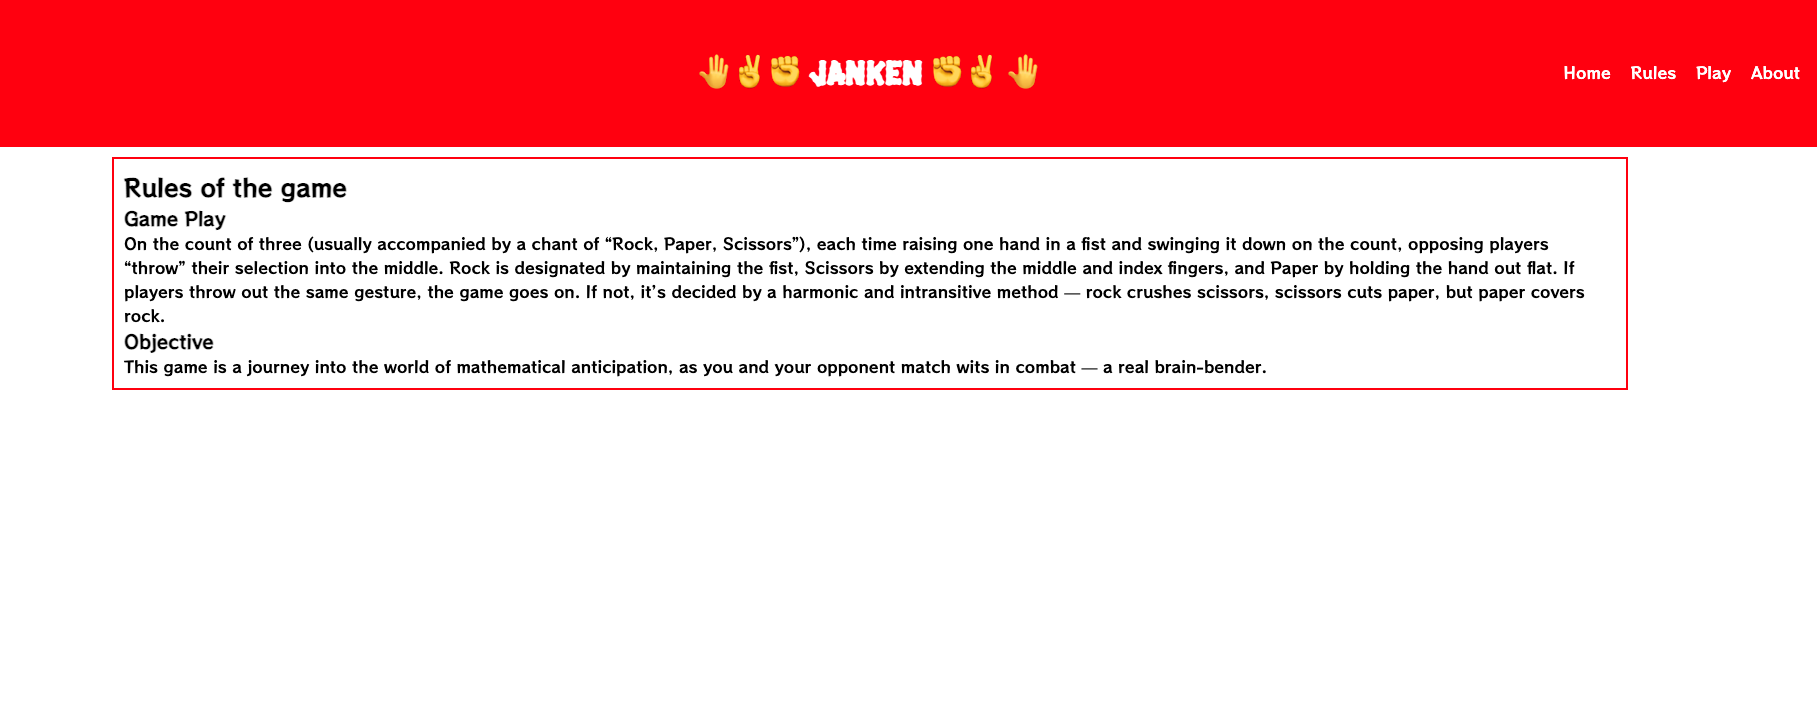 🤚✌✊ JANKEN ✊✌ 🤚
Home Rules Play About
Rules of the game
Game Play
On the count of three (usually accompanied by a chant of “Rock, Paper, Scissors”), each time raising one hand in a fist and swinging it down on the count, opposing players
“throw” their selection into the middle. Rock is designated by maintaining the fist, Scissors by extending the middle and index fingers, and Paper by holding the hand out flat. If
players throw out the same gesture, the game goes on. If not, it’s decided by a harmonic and intransitive method — rock crushes scissors, scissors cuts paper, but paper covers
rock.
Objective
This game is a journey into the world of mathematical anticipation, as you and your opponent match wits in combat — a real brain-bender.